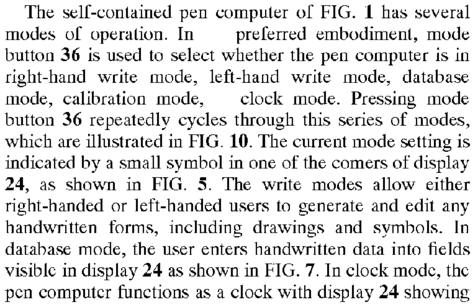 The self-contained pen computer of FIG. 1 has several
modes of operation. In preferred embodiment, mode
button 36 is used to select whether the pen computer is in
right-hand write mode, left-hand write mode, database
mode, calibration mode, clock mode. Pressing mode
button 36 repeatedly cycles through this series of modes,
which are illustrated in FIG. 10. The current mode setting is
indicated by a small symbol in one of the comers of display
24, as shown in FIG. 5. The write modes allow either
right-handed or left-handed users to generate and edit any
handwritten forms, including drawings and symbols. In
database mode, the user enters handwritten data into fields
visible in display 24 as shown in FIG. 7. In clock mode, the
pen computer functions as a clock with display 24 showing